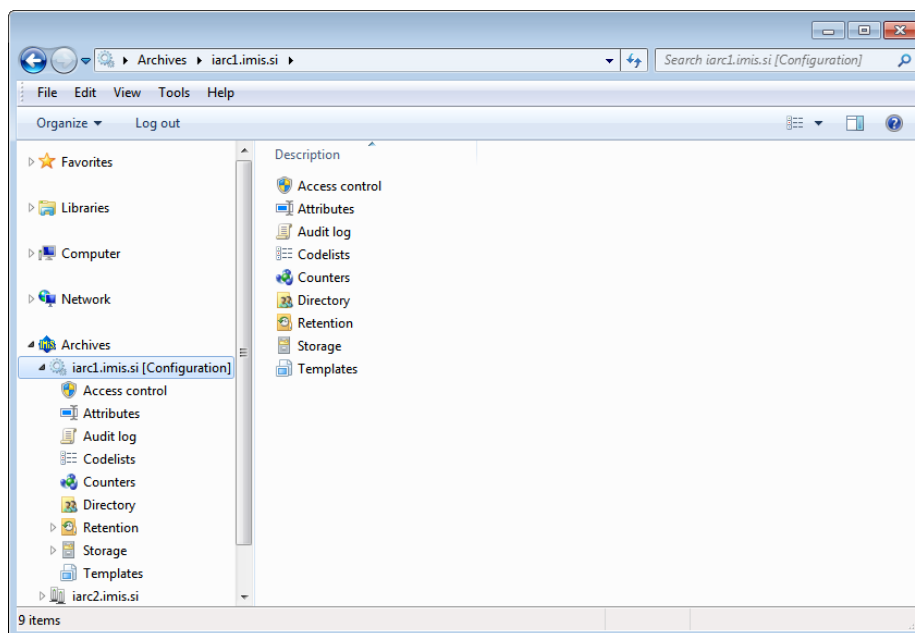 Archives iarc1.imis.si
Search iarc1.imis.si [Configuration]
File Edit View Tools Help
Organize Log out
Favorites
Libraries
Computer
Network
Archives
iarc1.imis.si [Configuration]
Access control
Attributes
Audit log
Codelists
Counters
Directory
Retention
Storage
Templates
iarc2.imis.si
Description
Access control
Attributes
Audit log
Codelists
Counters
Directory
Retention
Storage
Templates
9 items